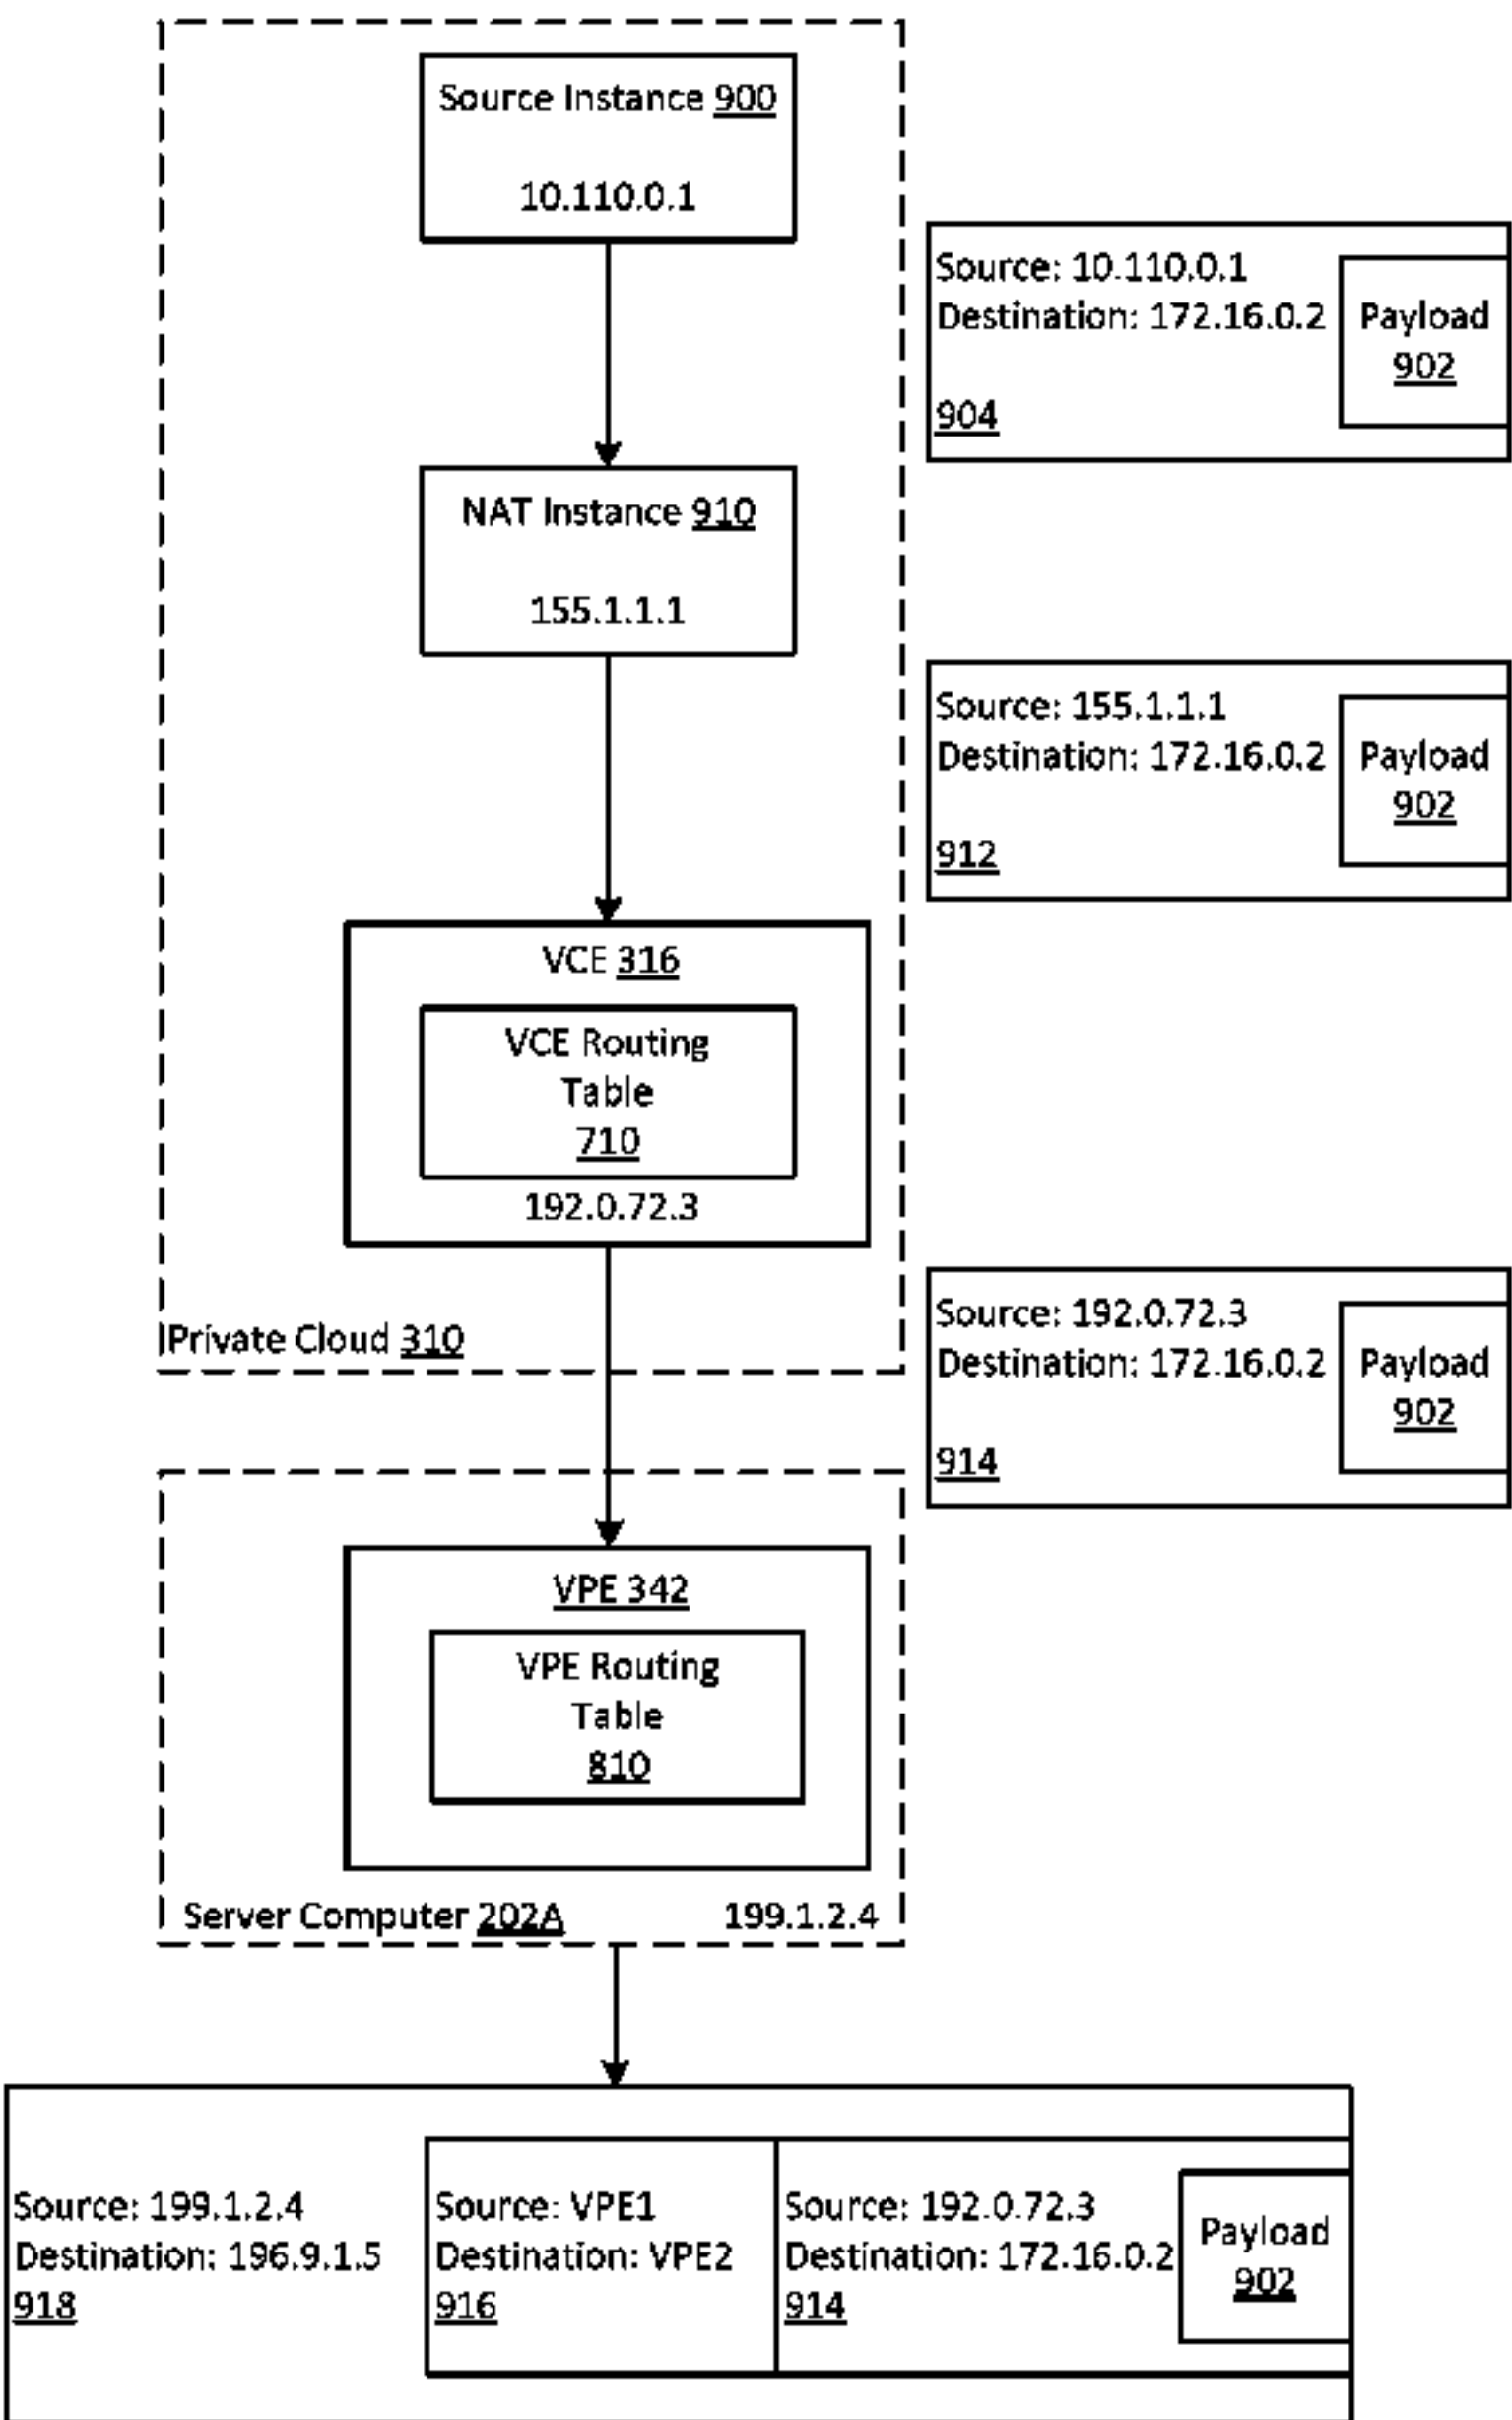 Source Instance 900
10.110.0.1
Source: 10.110.0.1
Destination: 172.16.0.2
904
Payload
902
NAT Instance 910
155.1.1.1
Source: 155.1.1.1
Destination: 172.16.0.2
912
Payload
902
VCE 316
VCE Routing
Table
710
192.0.72.3
Private Cloud 310
Source: 192.0.72.3
Destination: 172.16.0.2
914
Payload
902
VPE 342
VPE Routing
Table
810
Server Computer 202A
199.1.2.4
Source: 199.1.2.4
Destination: 196.9.1.5
918
Source: VPE1
Destination: VPE2
916
Source: 192.0.72.3
Destination: 172.16.0.2
914
Payload
902